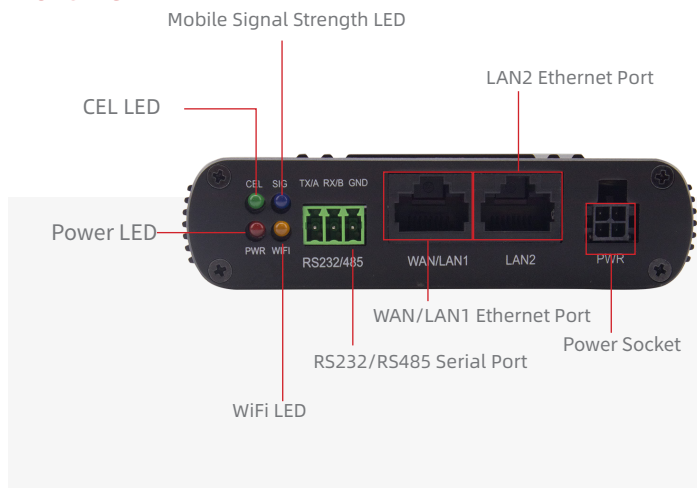 Mobile Signal Strength LED
LAN2 Ethernet Port
CEL LED
CEL SIG TX/A RX/B GND
Power LED
PWR WIFI
RS232/485 WAN/LAN1 LAN2 PWR
WAN/LAN1 Ethernet Port
Power Socket
RS232/RS485 Serial Port
WiFi LED